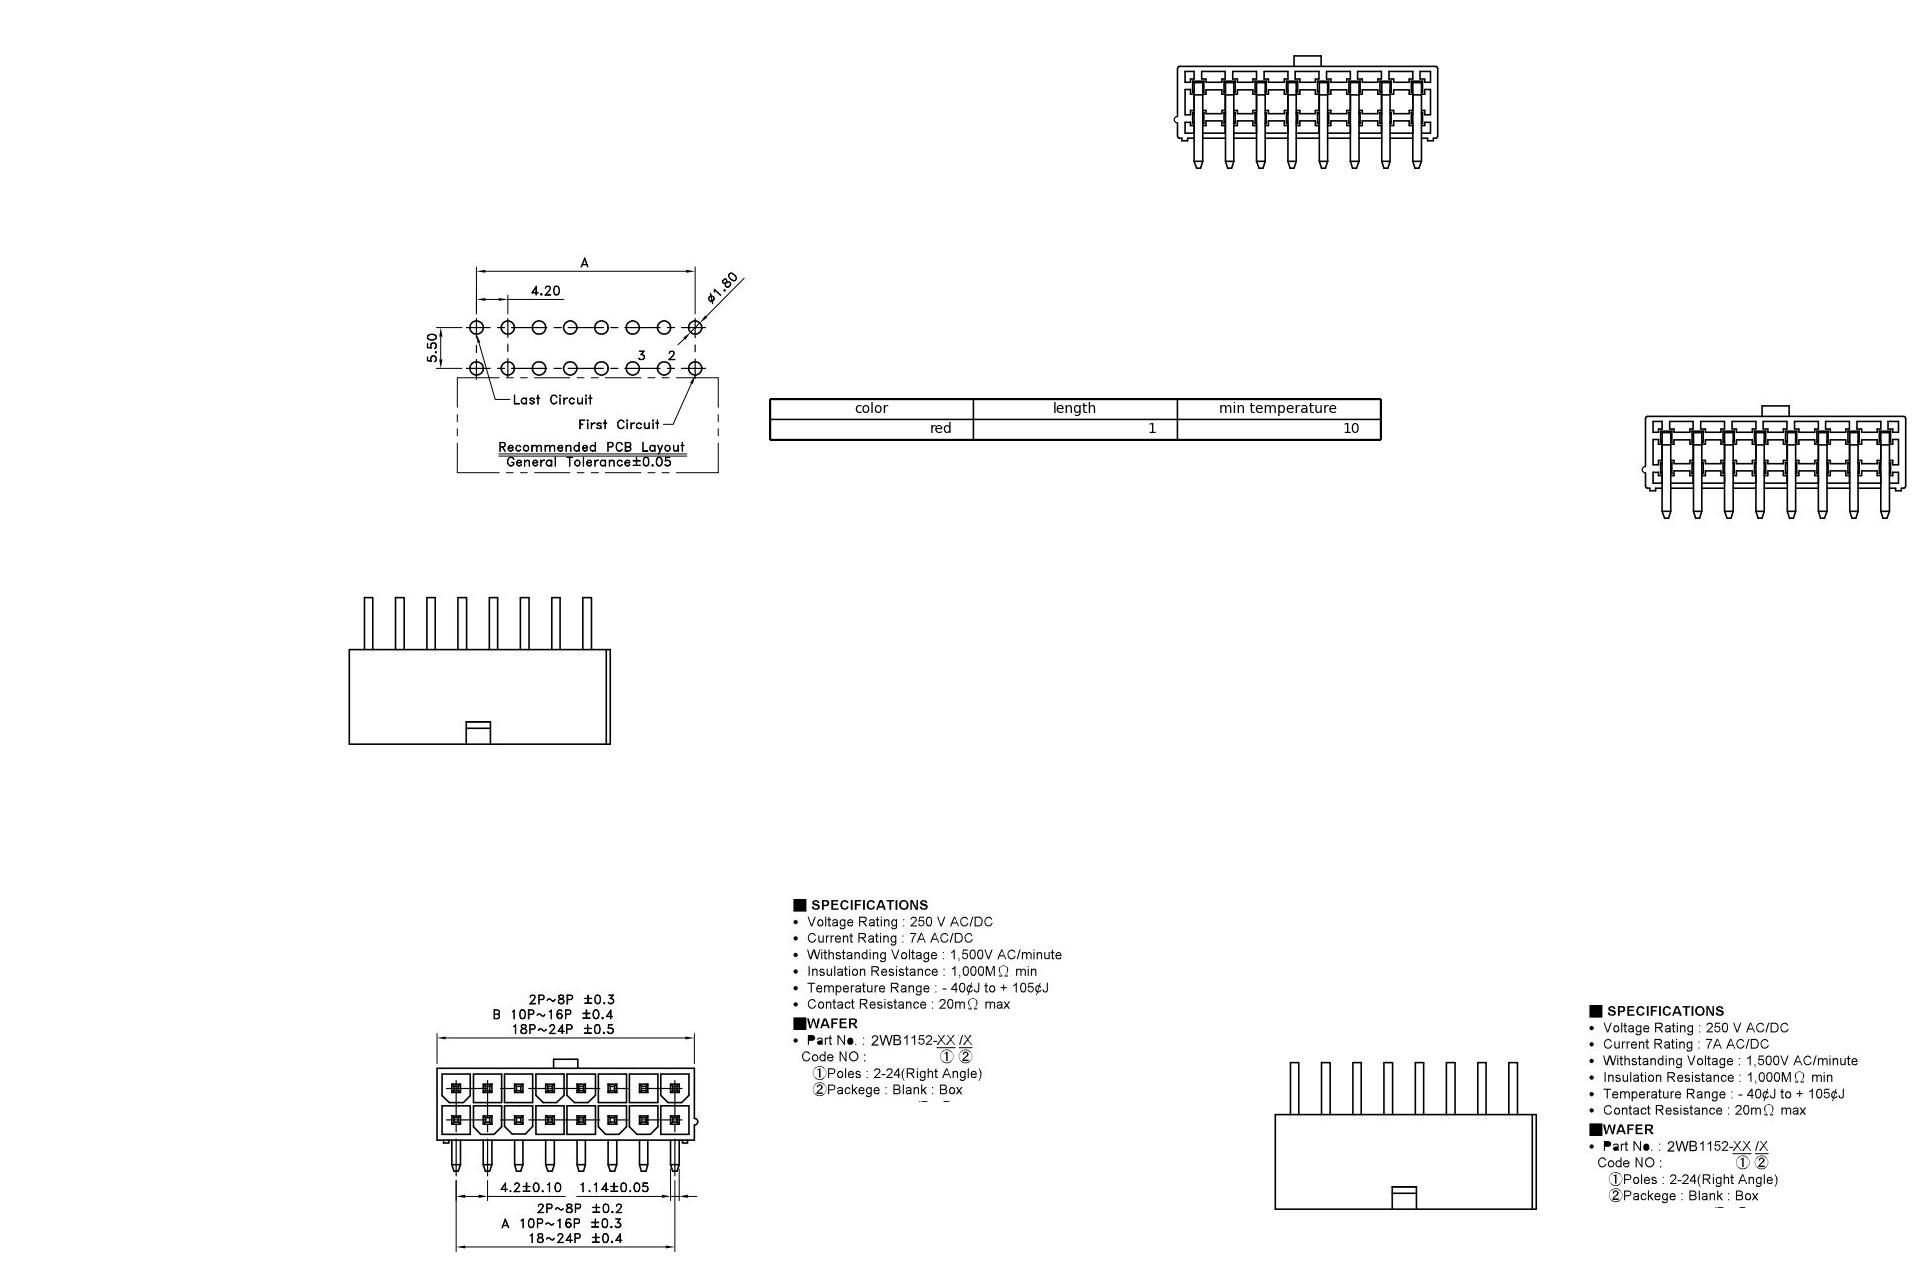 A
4.20
ø1.80
5.50
3 2
Last Circuit
First Circuit
Recommended PCB Layout
General Tolerance±0.05
color length min temperature
red 1 10
■ SPECIFICATIONS
• Voltage Rating : 250 V AC/DC
• Current Rating : 7A AC/DC
• Withstanding Voltage : 1,500V AC/minute
• Insulation Resistance : 1,000MΩ min
• Temperature Range : - 40¢J to + 105¢J
• Contact Resistance : 20mΩ max
■WAFER
• Part No. : 2WB1152-XX /X
Code NO : ① ②
①Poles : 2-24(Right Angle)
②Packege : Blank : Box
2P~8P ±0.3
B 10P~16P ±0.4
18P~24P ±0.5
4.2±0.10 1.14±0.05
2P~8P ±0.2
A 10P~16P ±0.3
18~24P ±0.4
■ SPECIFICATIONS
• Voltage Rating : 250 V AC/DC
• Current Rating : 7A AC/DC
• Withstanding Voltage : 1,500V AC/minute
• Insulation Resistance : 1,000MΩ min
• Temperature Range : - 40¢J to + 105¢J
• Contact Resistance : 20mΩ max
■WAFER
• Part No. : 2WB1152-XX /X
Code NO : ① ②
①Poles : 2-24(Right Angle)
②Packege : Blank : Box